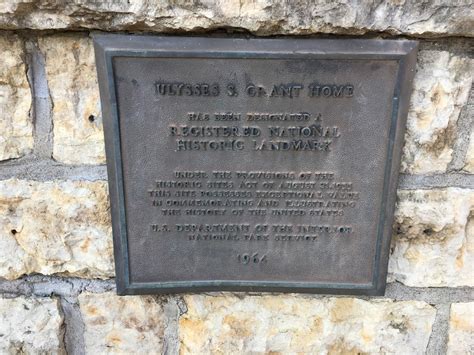 ULYSSES S. GRANT HOME
HAS BEEN DESIGNATED A
REGISTERED NATIONAL
HISTORIC LANDMARK
UNDER THE PROVISIONS OF THE
HISTORIC SITES ACT OF AUGUST 21, 1935
THIS SITE POSSESSES EXCEPTIONAL VALUE
IN COMMEMORATING AND ILLUSTRATING
THE HISTORY OF THE UNITED STATES
U.S. DEPARTMENT OF THE INTERIOR
NATIONAL PARK SERVICE
1964